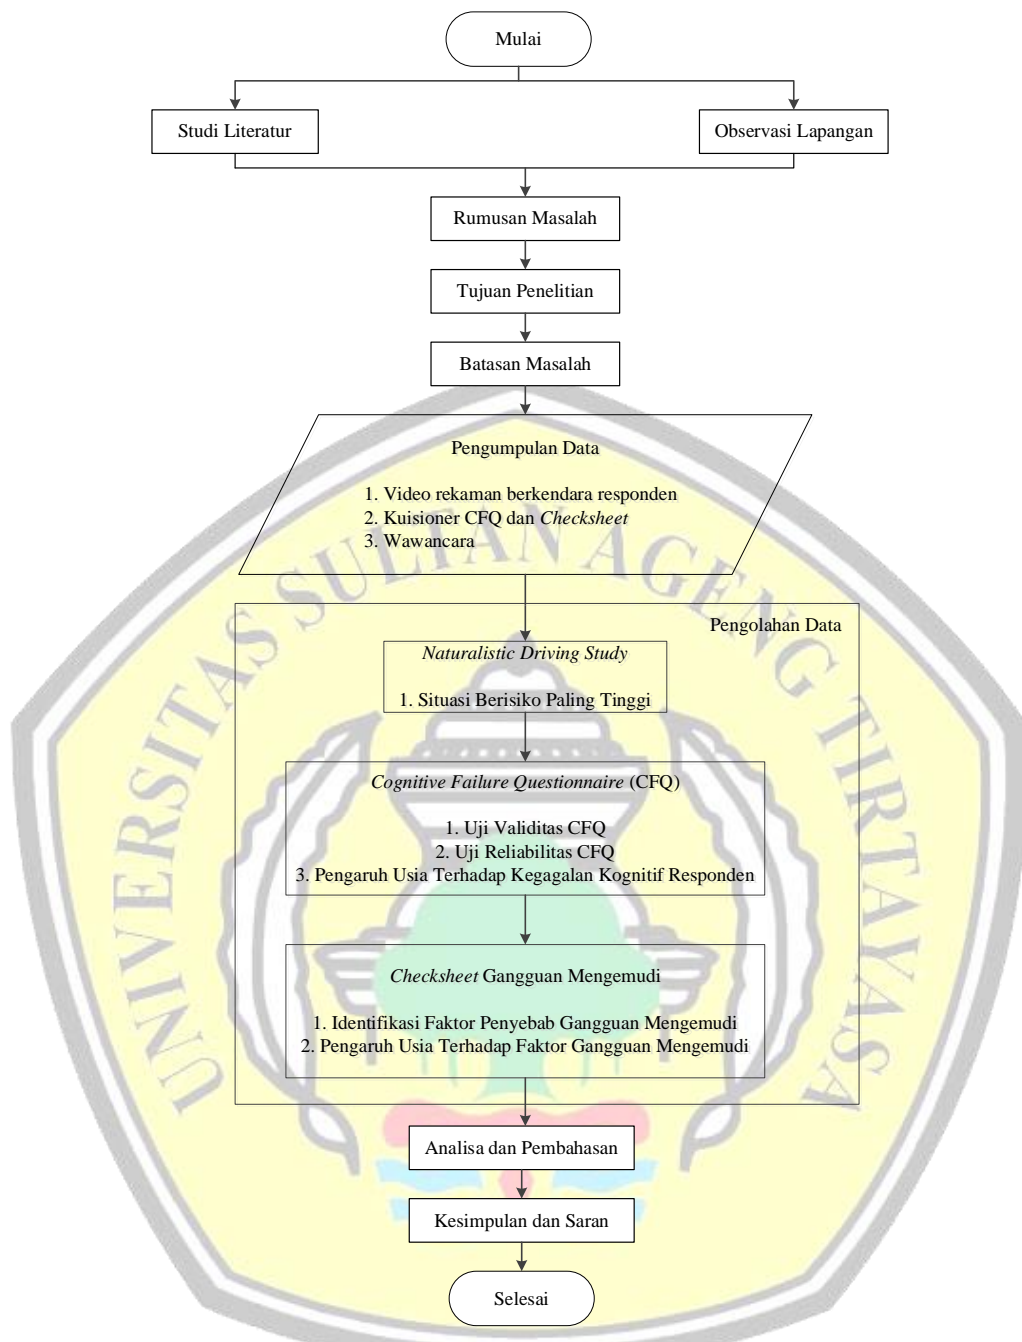 Mulai
Studi Literatur
Observasi Lapangan
Rumusan Masalah
Tujuan Penelitian
Batasan Masalah
Pengumpulan Data
1. Video rekaman berkendara responden
2. Kuisioner CFQ dan Checksheet
3. Wawancara
Pengolahan Data
Naturalistic Driving Study
1. Situasi Berisiko Paling Tinggi
Cognitive Failure Questionnaire (CFQ)
1. Uji Validitas CFQ
2. Uji Reliabilitas CFQ
3. Pengaruh Usia Terhadap Kegagalan Kognitif Responden
Checksheet Gangguan Mengemudi
1. Identifikasi Faktor Penyebab Gangguan Mengemudi
2. Pengaruh Usia Terhadap Faktor Gangguan Mengemudi
Analisa dan Pembahasan
Kesimpulan dan Saran
Selesai
UNIVERSITAS SULTAN AGENG TIRTAYASA